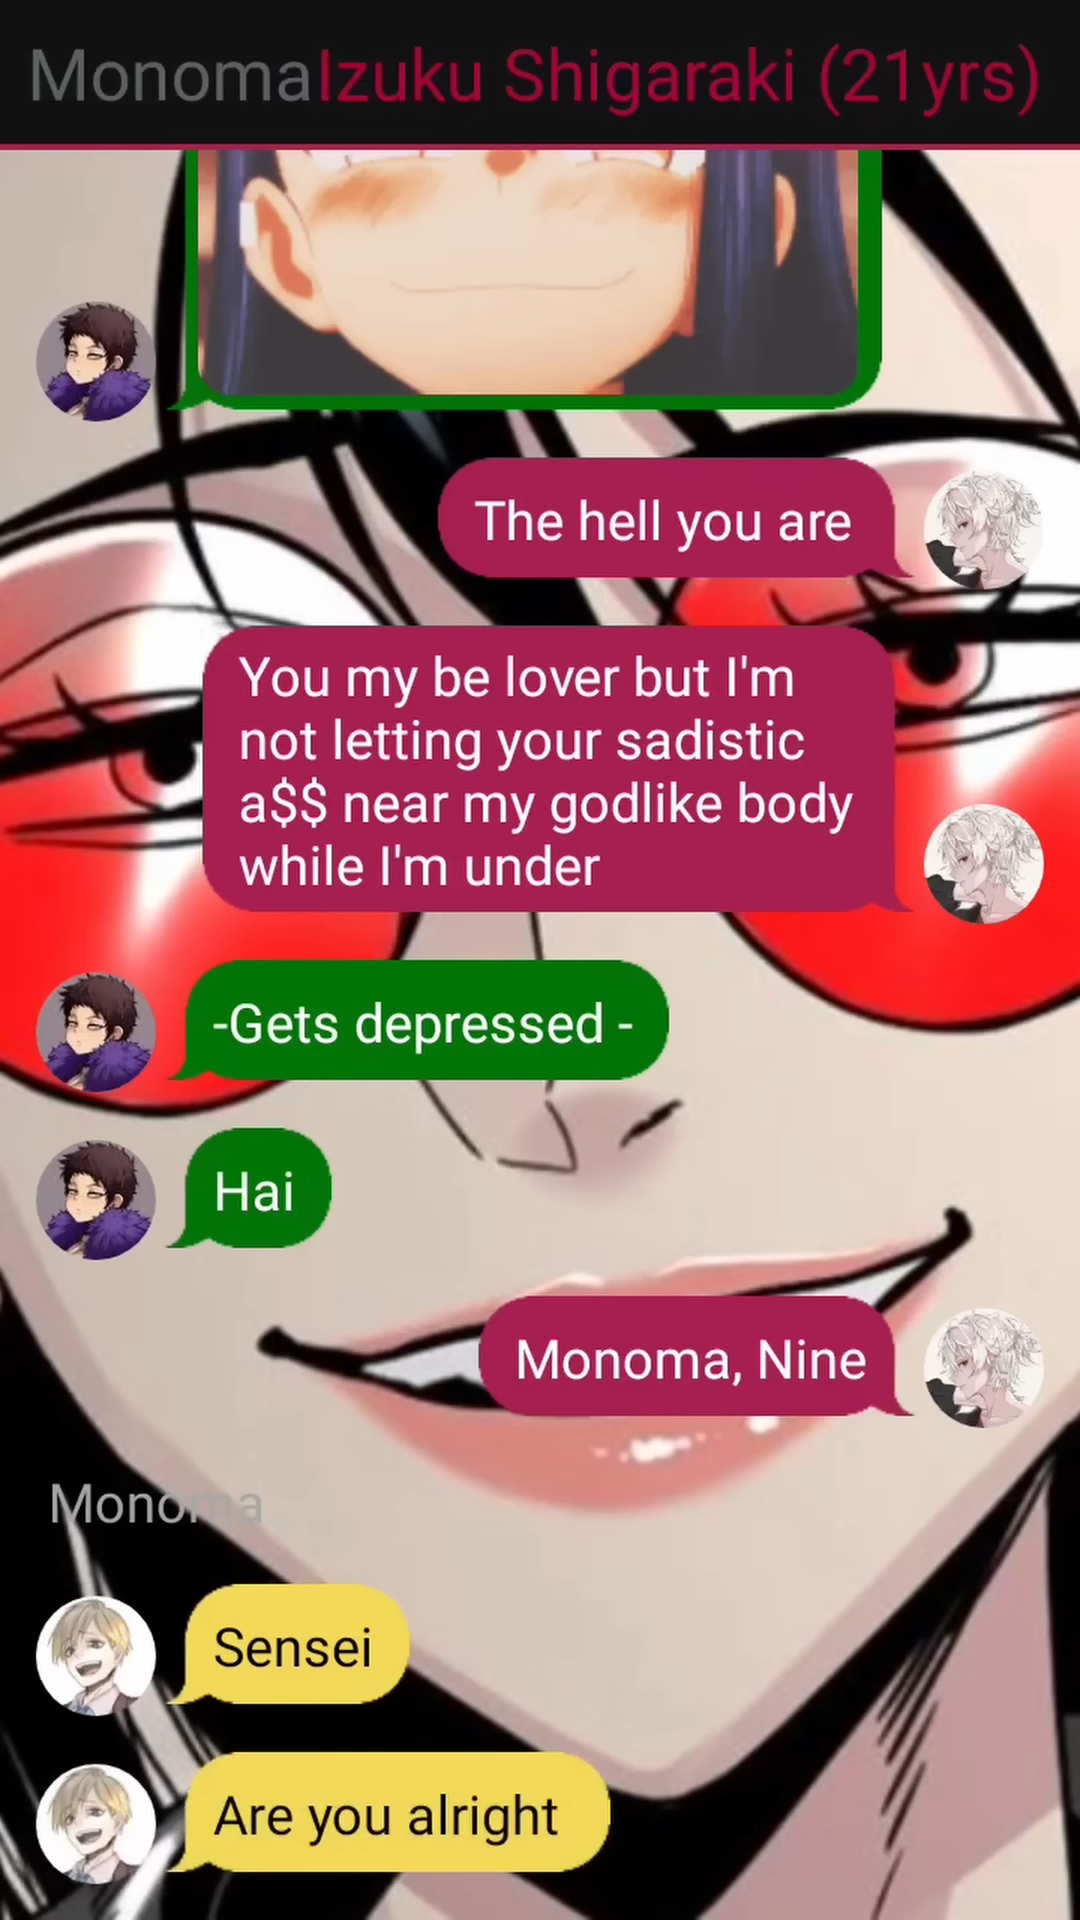 MonomaIzuku Shigaraki (21yrs)
The hell you are
You my be lover but I'm
not letting your sadistic
a$$ near my godlike body
while I'm under
-Gets depressed -
Hai
Monoma, Nine
Monoma
Sensei
Are you alright